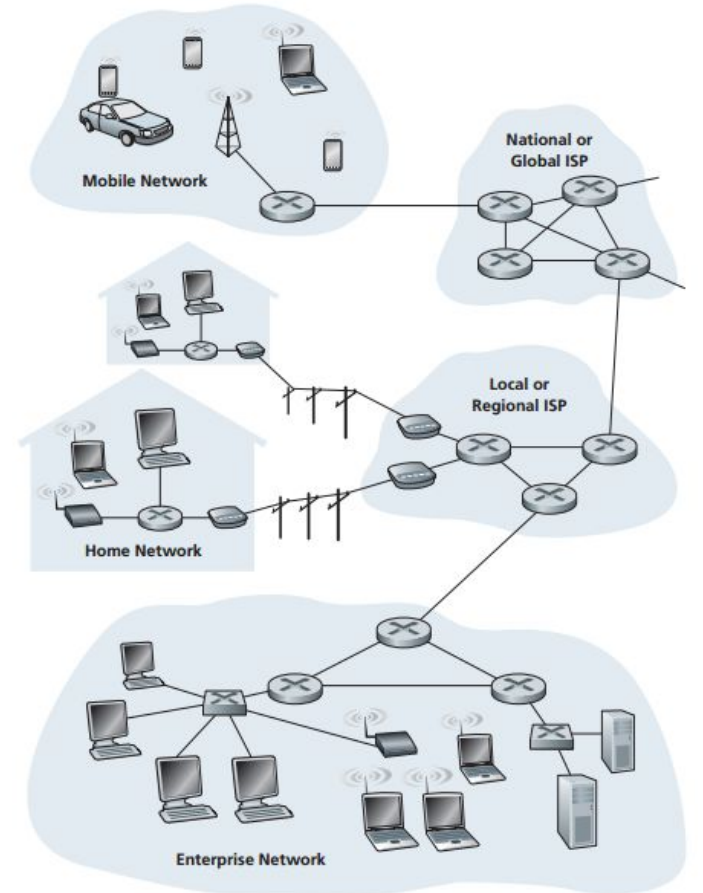 Mobile Network
National or
Global ISP
Local or
Regional ISP
Home Network
Enterprise Network